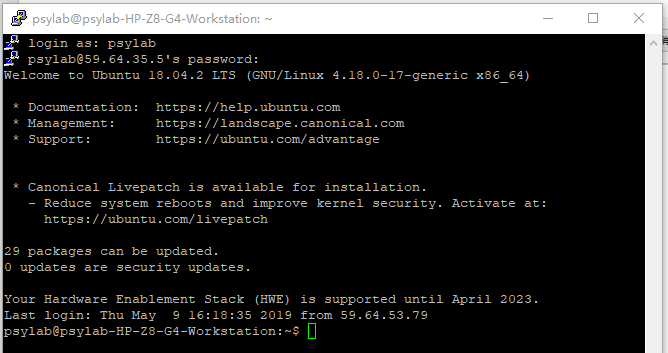 psylab@psylab-HP-Z8-G4-Workstation: ~
login as: psylab
psylab@59.64.35.5's password:
Welcome to Ubuntu 18.04.2 LTS (GNU/Linux 4.18.0-17-generic x86_64)
* Documentation:  https://help.ubuntu.com
* Management:     https://landscape.canonical.com
* Support:        https://ubuntu.com/advantage
* Canonical Livepatch is available for installation.
- Reduce system reboots and improve kernel security. Activate at:
https://ubuntu.com/livepatch
29 packages can be updated.
0 updates are security updates.
Your Hardware Enablement Stack (HWE) is supported until April 2023.
Last login: Thu May  9 16:18:35 2019 from 59.64.53.79
psylab@psylab-HP-Z8-G4-Workstation:~$